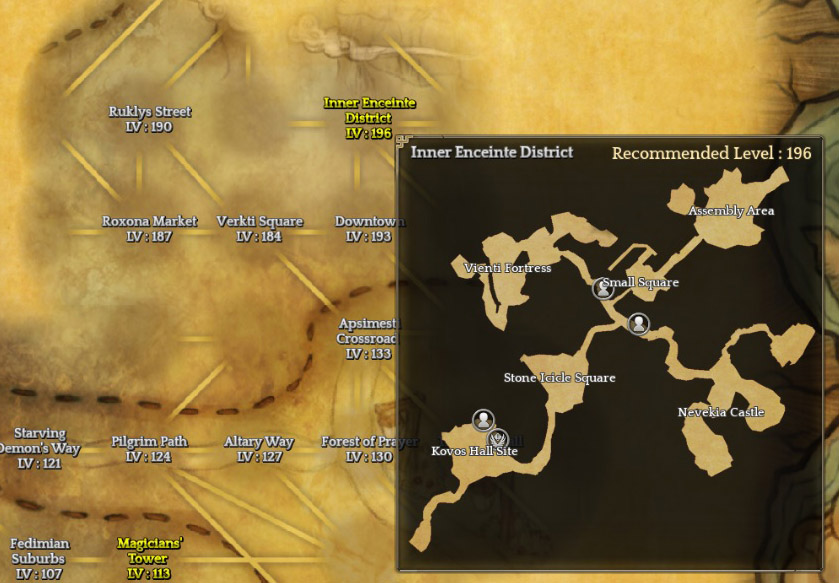 Ruklys Street
LV : 190
Inner Enceinte
District
LV : 196
Inner Enceinte District
Recommended Level : 196
Assembly Area
Vienti Fortress
Small Square
Stone Icicle Square
Nevekia Castle
Kovos Hall Site
Roxona Market
LV : 187
Verkti Square
LV : 184
Downtown
LV : 193
Apsimest
Crossroad
LV : 133
Starving
Demon's Way
LV : 121
Pilgrim Path
LV : 124
Altary Way
LV : 127
Forest of Prayer
LV : 130
Fedimian
Suburbs
LV : 107
Magicians'
Tower
LV : 113